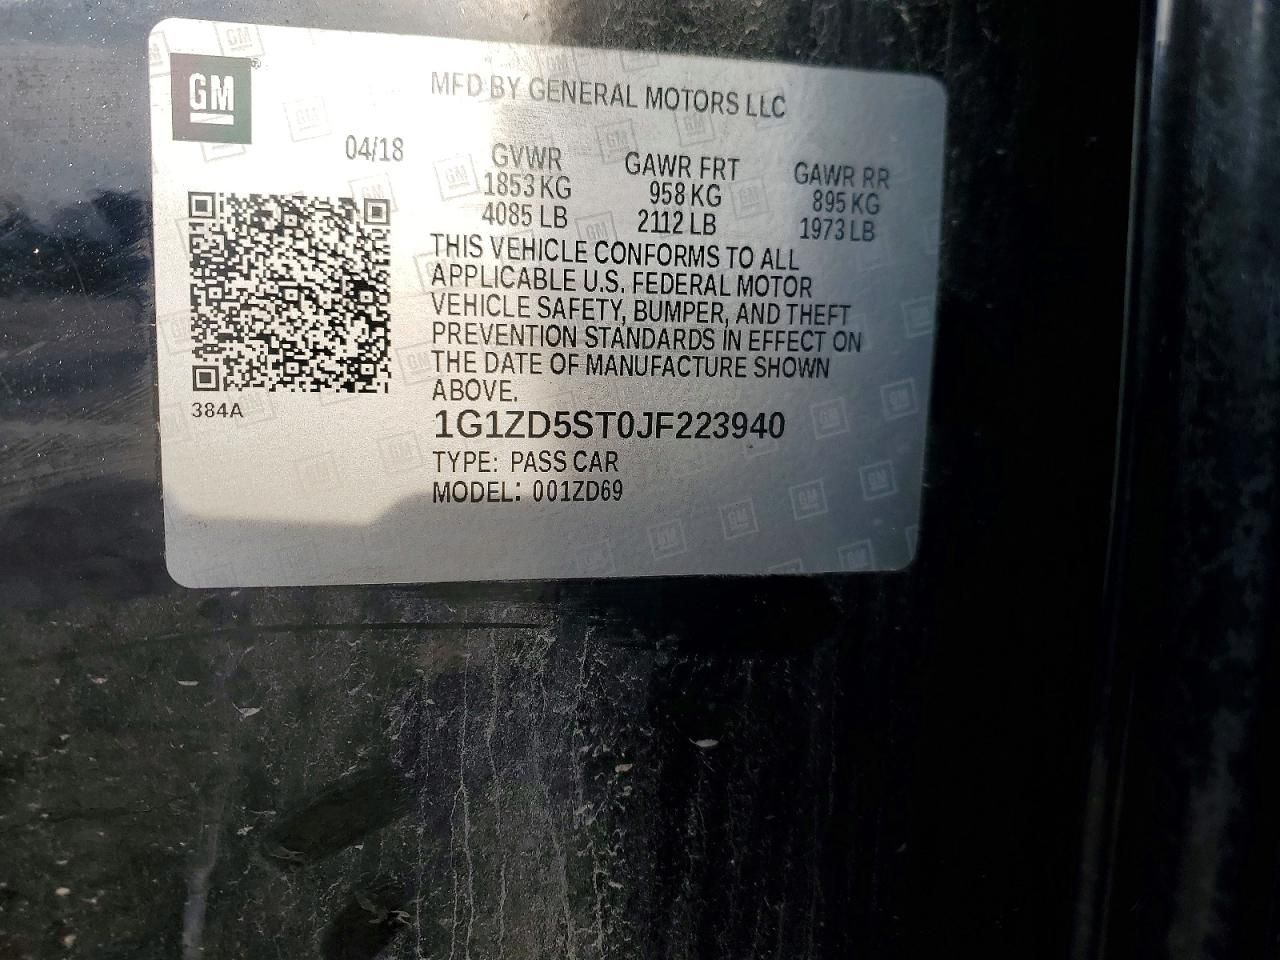 GM
MFD BY GENERAL MOTORS LLC
04/18
GVWR GAWR FRT GAWR RR
1853 KG 958 KG 895 KG
4085 LB 2112 LB 1973 LB
THIS VEHICLE CONFORMS TO ALL
APPLICABLE U.S. FEDERAL MOTOR
VEHICLE SAFETY, BUMPER, AND THEFT
PREVENTION STANDARDS IN EFFECT ON
THE DATE OF MANUFACTURE SHOWN
ABOVE.
384A
1G1ZD5ST0JF223940
TYPE: PASS CAR
MODEL: 001ZD69